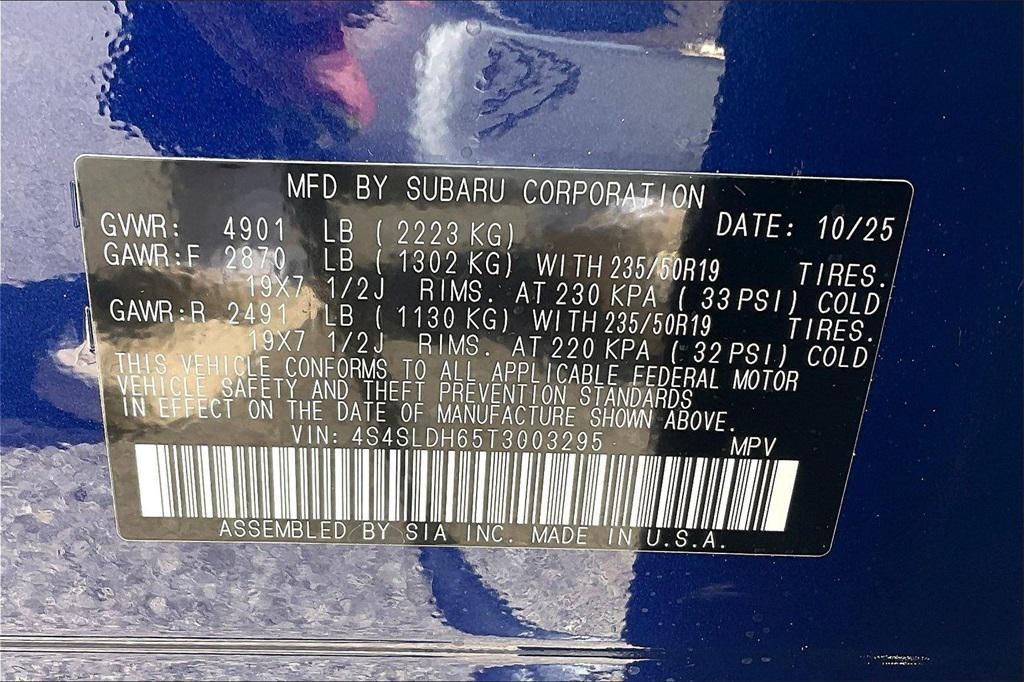 MFD BY SUBARU CORPORATION
GVWR: 4901 LB ( 2223 KG) DATE: 10/25
GAWR:F 2870 LB ( 1302 KG) WITH 235/50R19 TIRES.
19X7 1/2J RIMS. AT 230 KPA ( 33 PSI) COLD
GAWR:R 2491 LB ( 1130 KG) WITH 235/50R19 TIRES.
19X7 1/2J RIMS. AT 220 KPA ( 32 PSI) COLD
THIS VEHICLE CONFORMS TO ALL APPLICABLE FEDERAL MOTOR
VEHICLE SAFETY AND THEFT PREVENTION STANDARDS
IN EFFECT ON THE DATE OF MANUFACTURE SHOWN ABOVE.
VIN: 4S4SLDH65T3003295 MPV
ASSEMBLED BY SIA INC. MADE IN U.S.A.